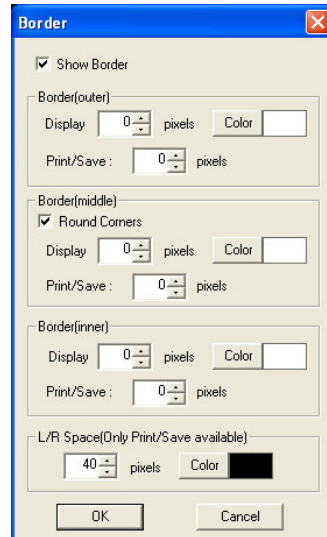 Border
Show Border
Border(outer)
Display 0 pixels Color
Print/Save : 0 pixels
Border(middle)
Round Corners
Display 0 pixels Color
Print/Save : 0 pixels
Border(inner)
Display 0 pixels Color
Print/Save : 0 pixels
L/R Space(Only Print/Save available)
40 pixels Color
OK Cancel